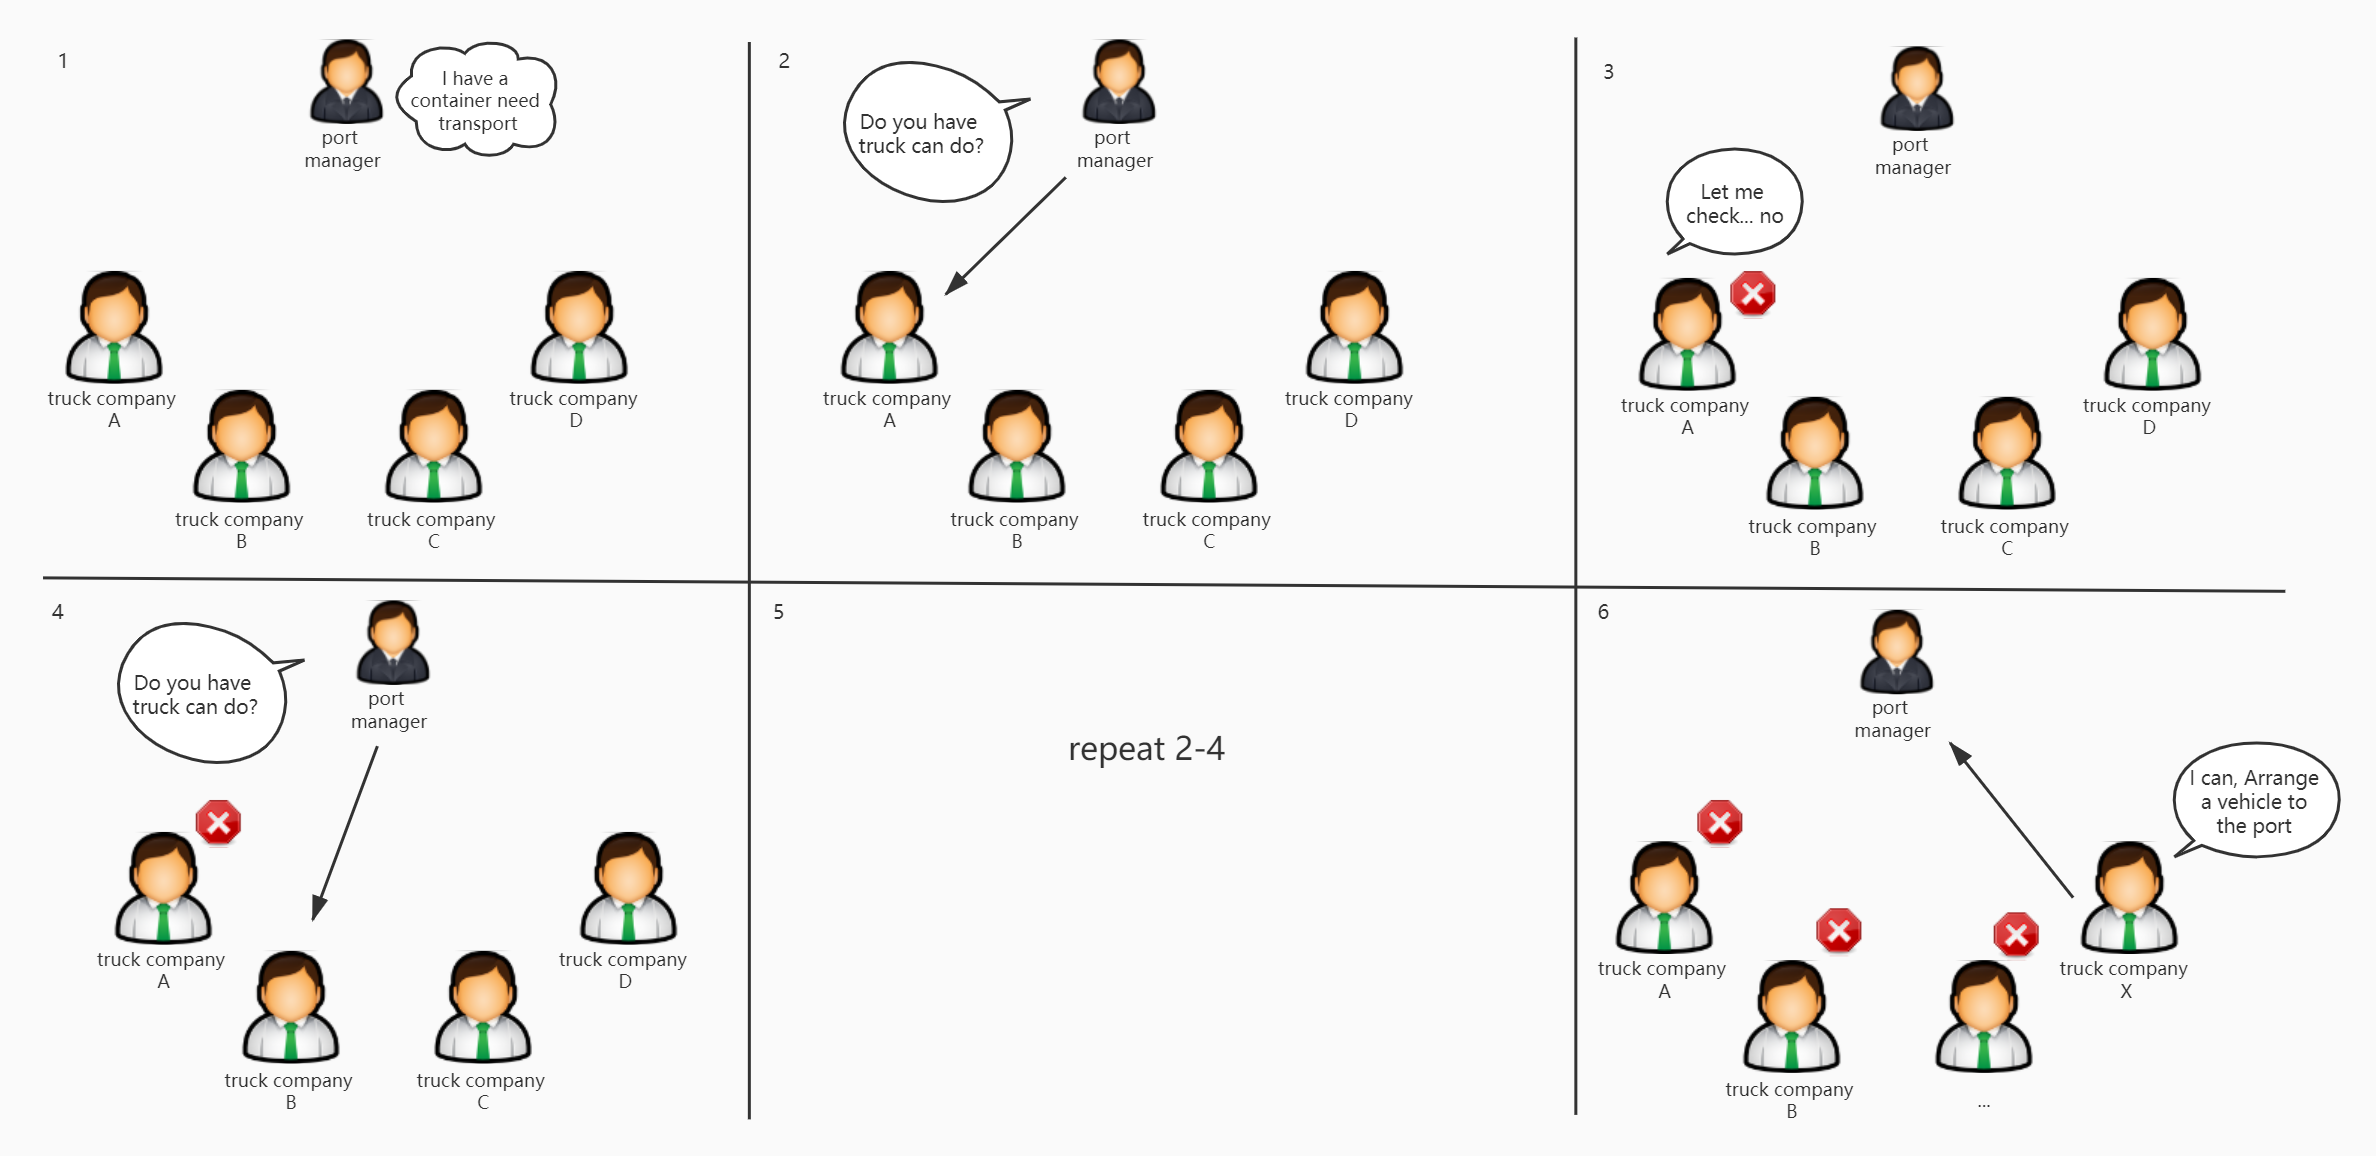 1
I have a
container need
transport
port
manager
truck company
A
truck company
B
truck company
C
truck company
D
2
Do you have
truck can do?
port
manager
truck company
A
truck company
B
truck company
C
truck company
D
3
port
manager
Let me
check... no
truck company
A
truck company
B
truck company
C
truck company
D
4
Do you have
truck can do?
port
manager
truck company
A
truck company
B
truck company
C
truck company
D
5
repeat 2-4
6
port
manager
I can, Arrange
a vehicle to
the port
truck company
A
truck company
B
...
truck company
X